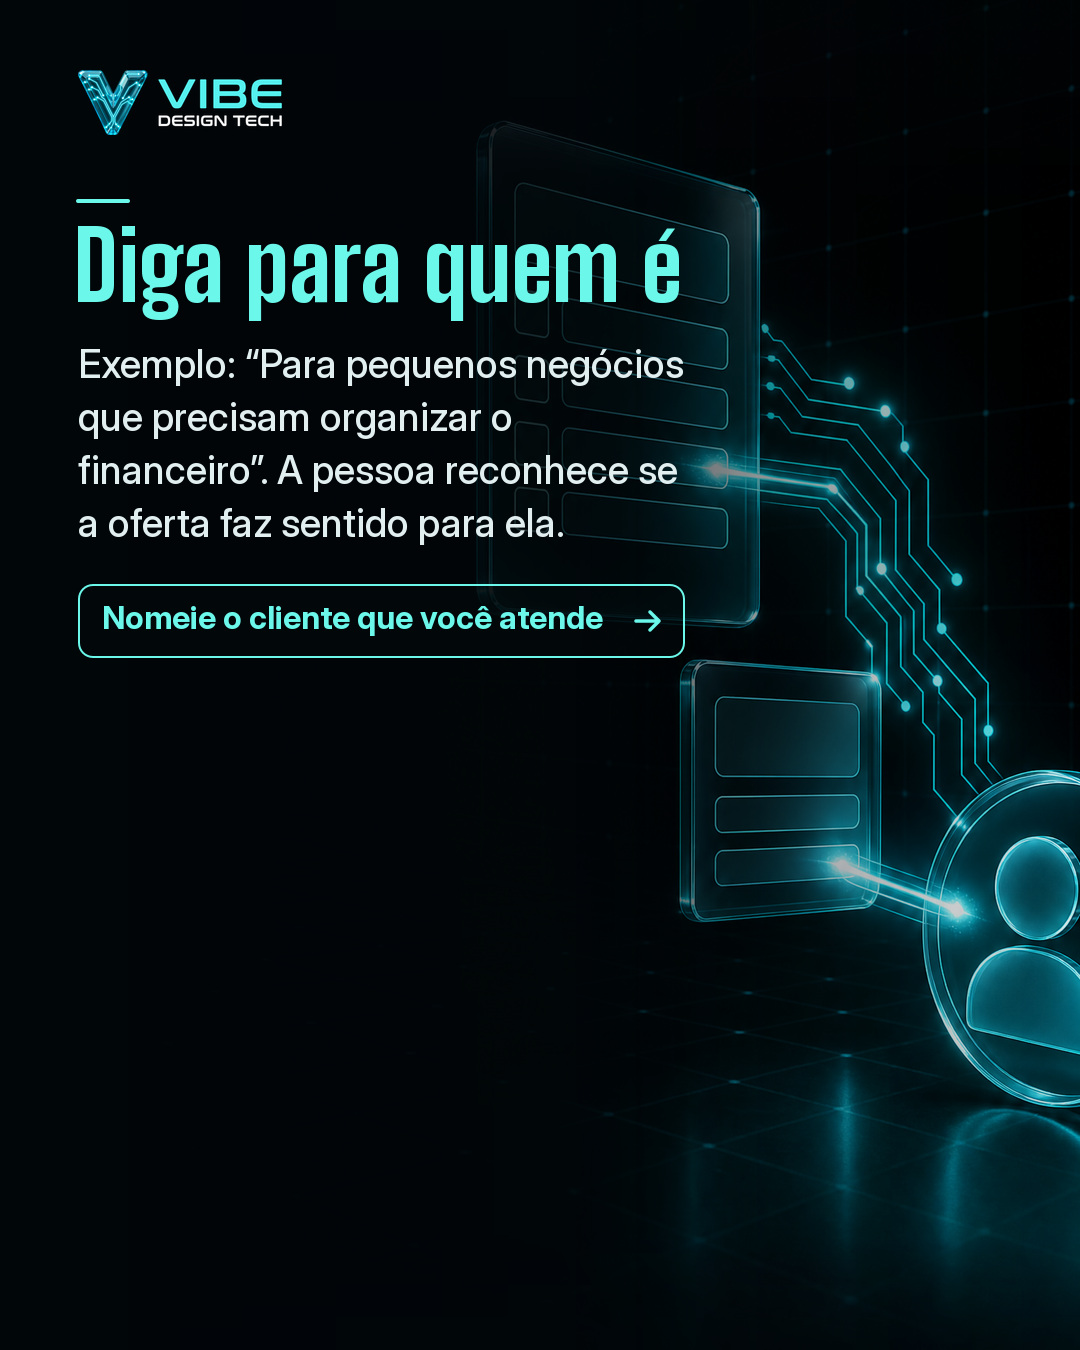 VIBE
DESIGN TECH
Diga para quem é
Exemplo: “Para pequenos negócios
que precisam organizar o
financeiro”. A pessoa reconhece se
a oferta faz sentido para ela.
Nomeie o cliente que você atende →